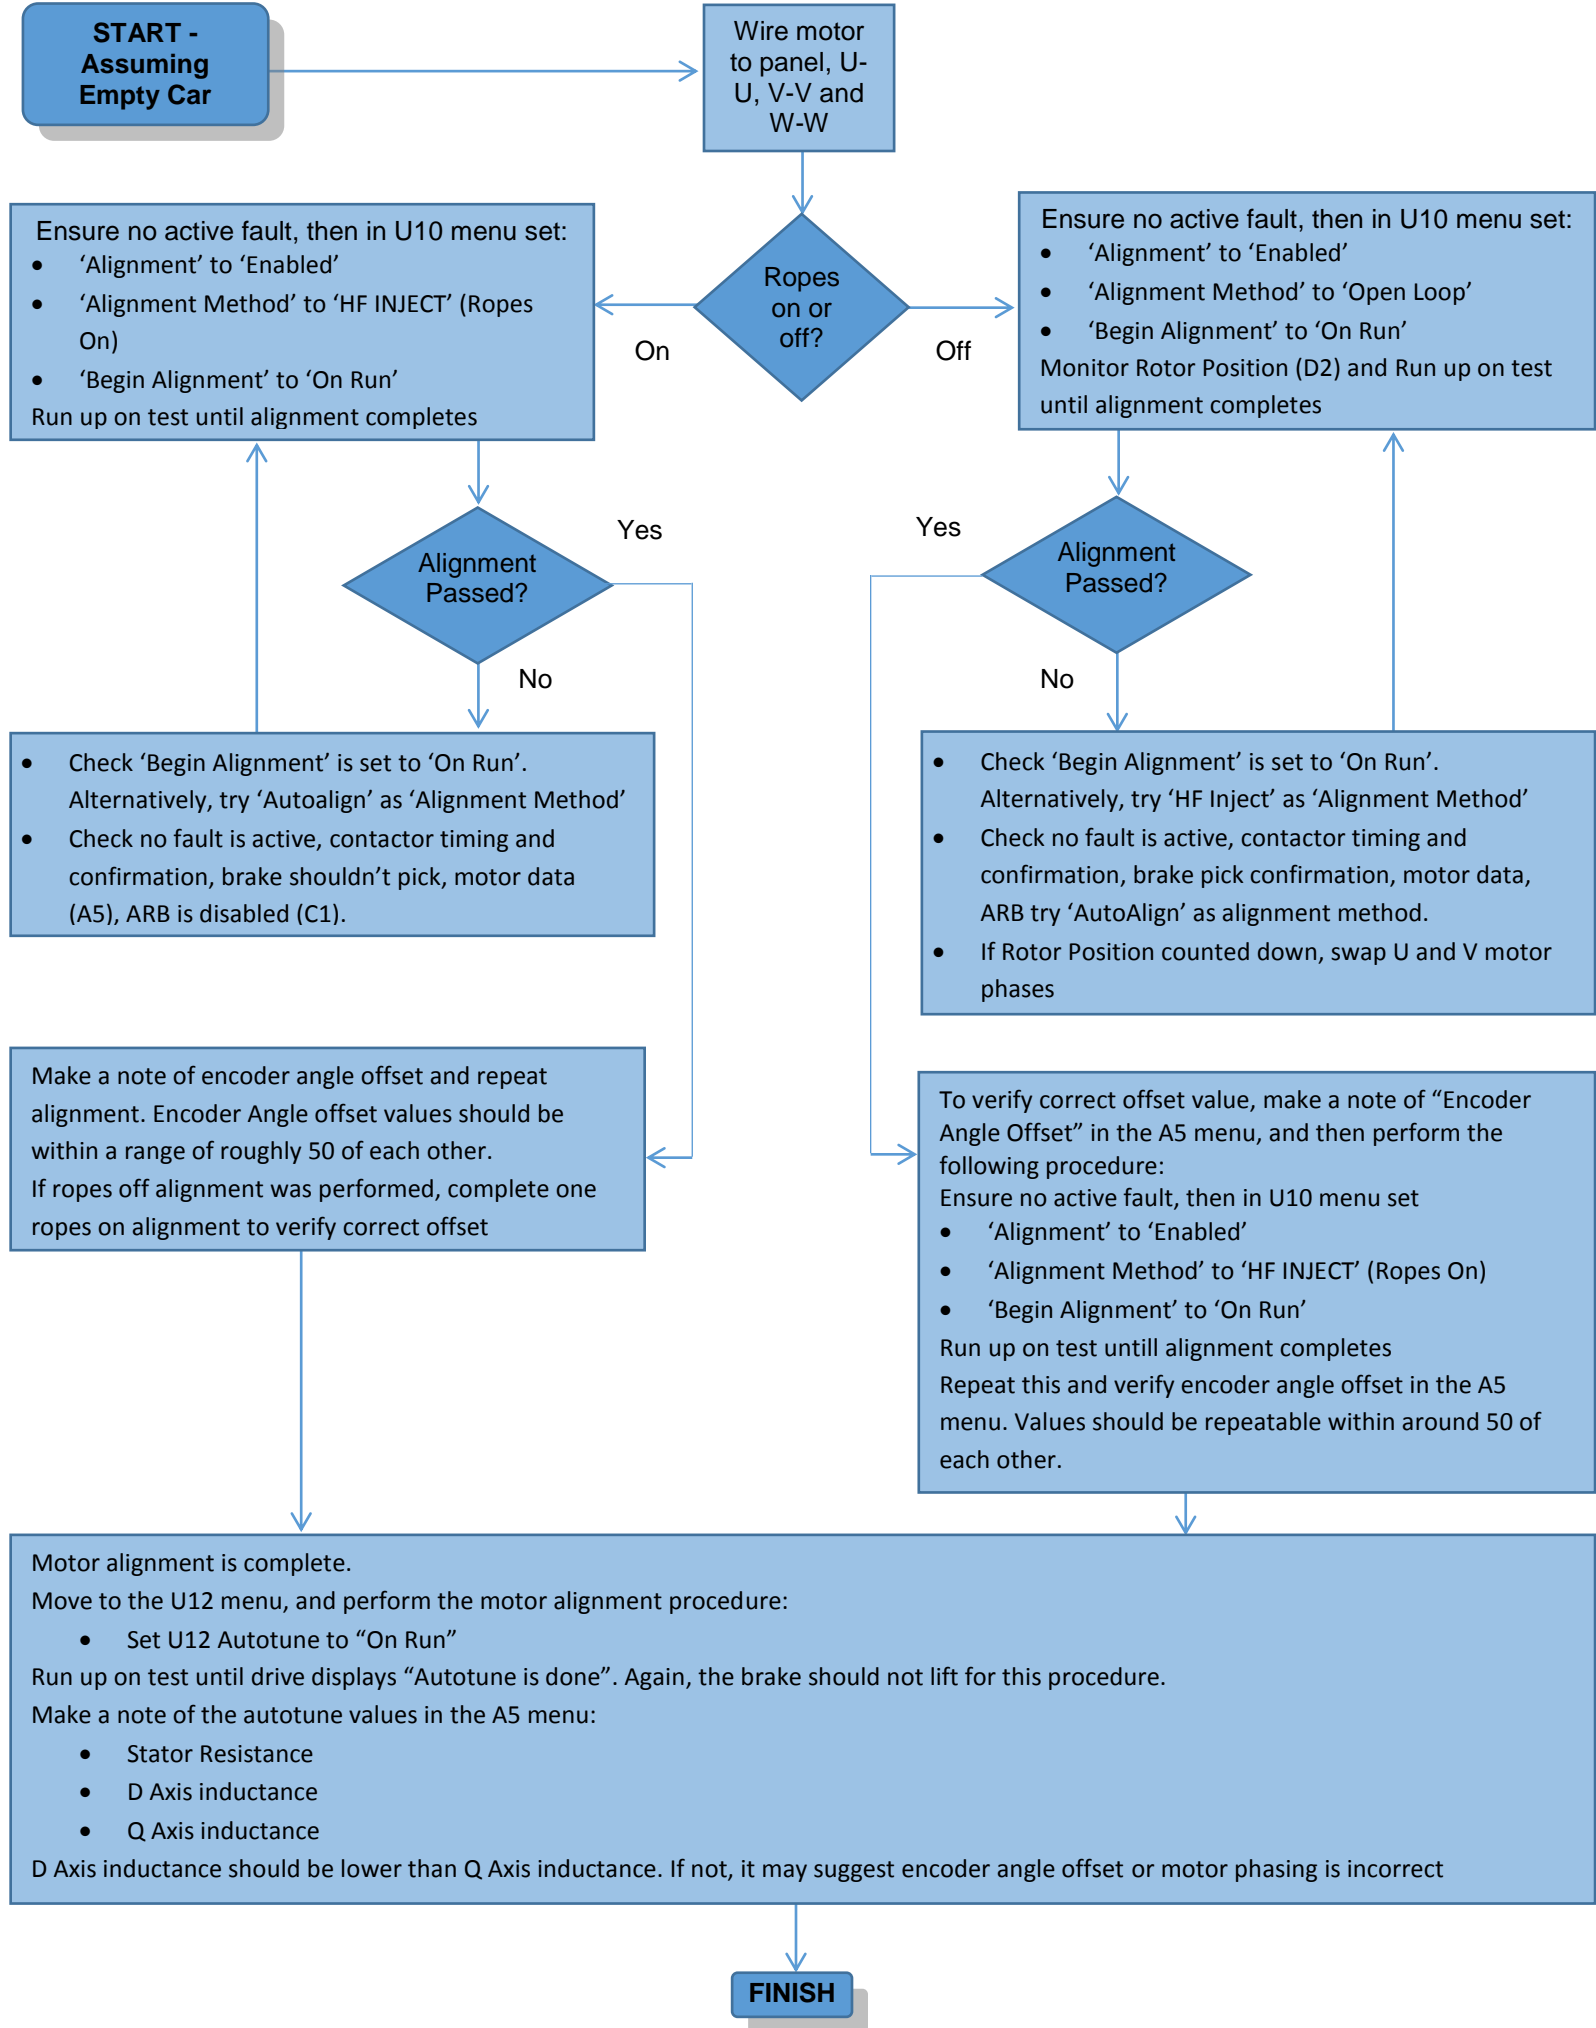 START -
Assuming
Empty Car
Wire motor
to panel, U-
U, V-V and
W-W
Ropes
on or
off?
On
Off
Ensure no active fault, then in U10 menu set:
• ‘Alignment’ to ‘Enabled’
• ‘Alignment Method’ to ‘HF INJECT’ (Ropes
On)
• ‘Begin Alignment’ to ‘On Run’
Run up on test until alignment completes
Ensure no active fault, then in U10 menu set:
• ‘Alignment’ to ‘Enabled’
• ‘Alignment Method’ to ‘Open Loop’
• ‘Begin Alignment’ to ‘On Run’
Monitor Rotor Position (D2) and Run up on test
until alignment completes
Alignment
Passed?
Yes
No
Yes
Alignment
Passed?
No
• Check ‘Begin Alignment’ is set to ‘On Run’.
Alternatively, try ‘Autoalign’ as ‘Alignment Method’
• Check no fault is active, contactor timing and
confirmation, brake shouldn’t pick, motor data
(A5), ARB is disabled (C1).
• Check ‘Begin Alignment’ is set to ‘On Run’.
Alternatively, try ‘HF Inject’ as ‘Alignment Method’
• Check no fault is active, contactor timing and
confirmation, brake pick confirmation, motor data,
ARB try ‘AutoAlign’ as alignment method.
• If Rotor Position counted down, swap U and V motor
phases
Make a note of encoder angle offset and repeat
alignment. Encoder Angle offset values should be
within a range of roughly 50 of each other.
If ropes off alignment was performed, complete one
ropes on alignment to verify correct offset
To verify correct offset value, make a note of “Encoder
Angle Offset” in the A5 menu, and then perform the
following procedure:
Ensure no active fault, then in U10 menu set
• ‘Alignment’ to ‘Enabled’
• ‘Alignment Method’ to ‘HF INJECT’ (Ropes On)
• ‘Begin Alignment’ to ‘On Run’
Run up on test untill alignment completes
Repeat this and verify encoder angle offset in the A5
menu. Values should be repeatable within around 50 of
each other.
Motor alignment is complete.
Move to the U12 menu, and perform the motor alignment procedure:
• Set U12 Autotune to “On Run”
Run up on test until drive displays “Autotune is done”. Again, the brake should not lift for this procedure.
Make a note of the autotune values in the A5 menu:
• Stator Resistance
• D Axis inductance
• Q Axis inductance
D Axis inductance should be lower than Q Axis inductance. If not, it may suggest encoder angle offset or motor phasing is incorrect
FINISH